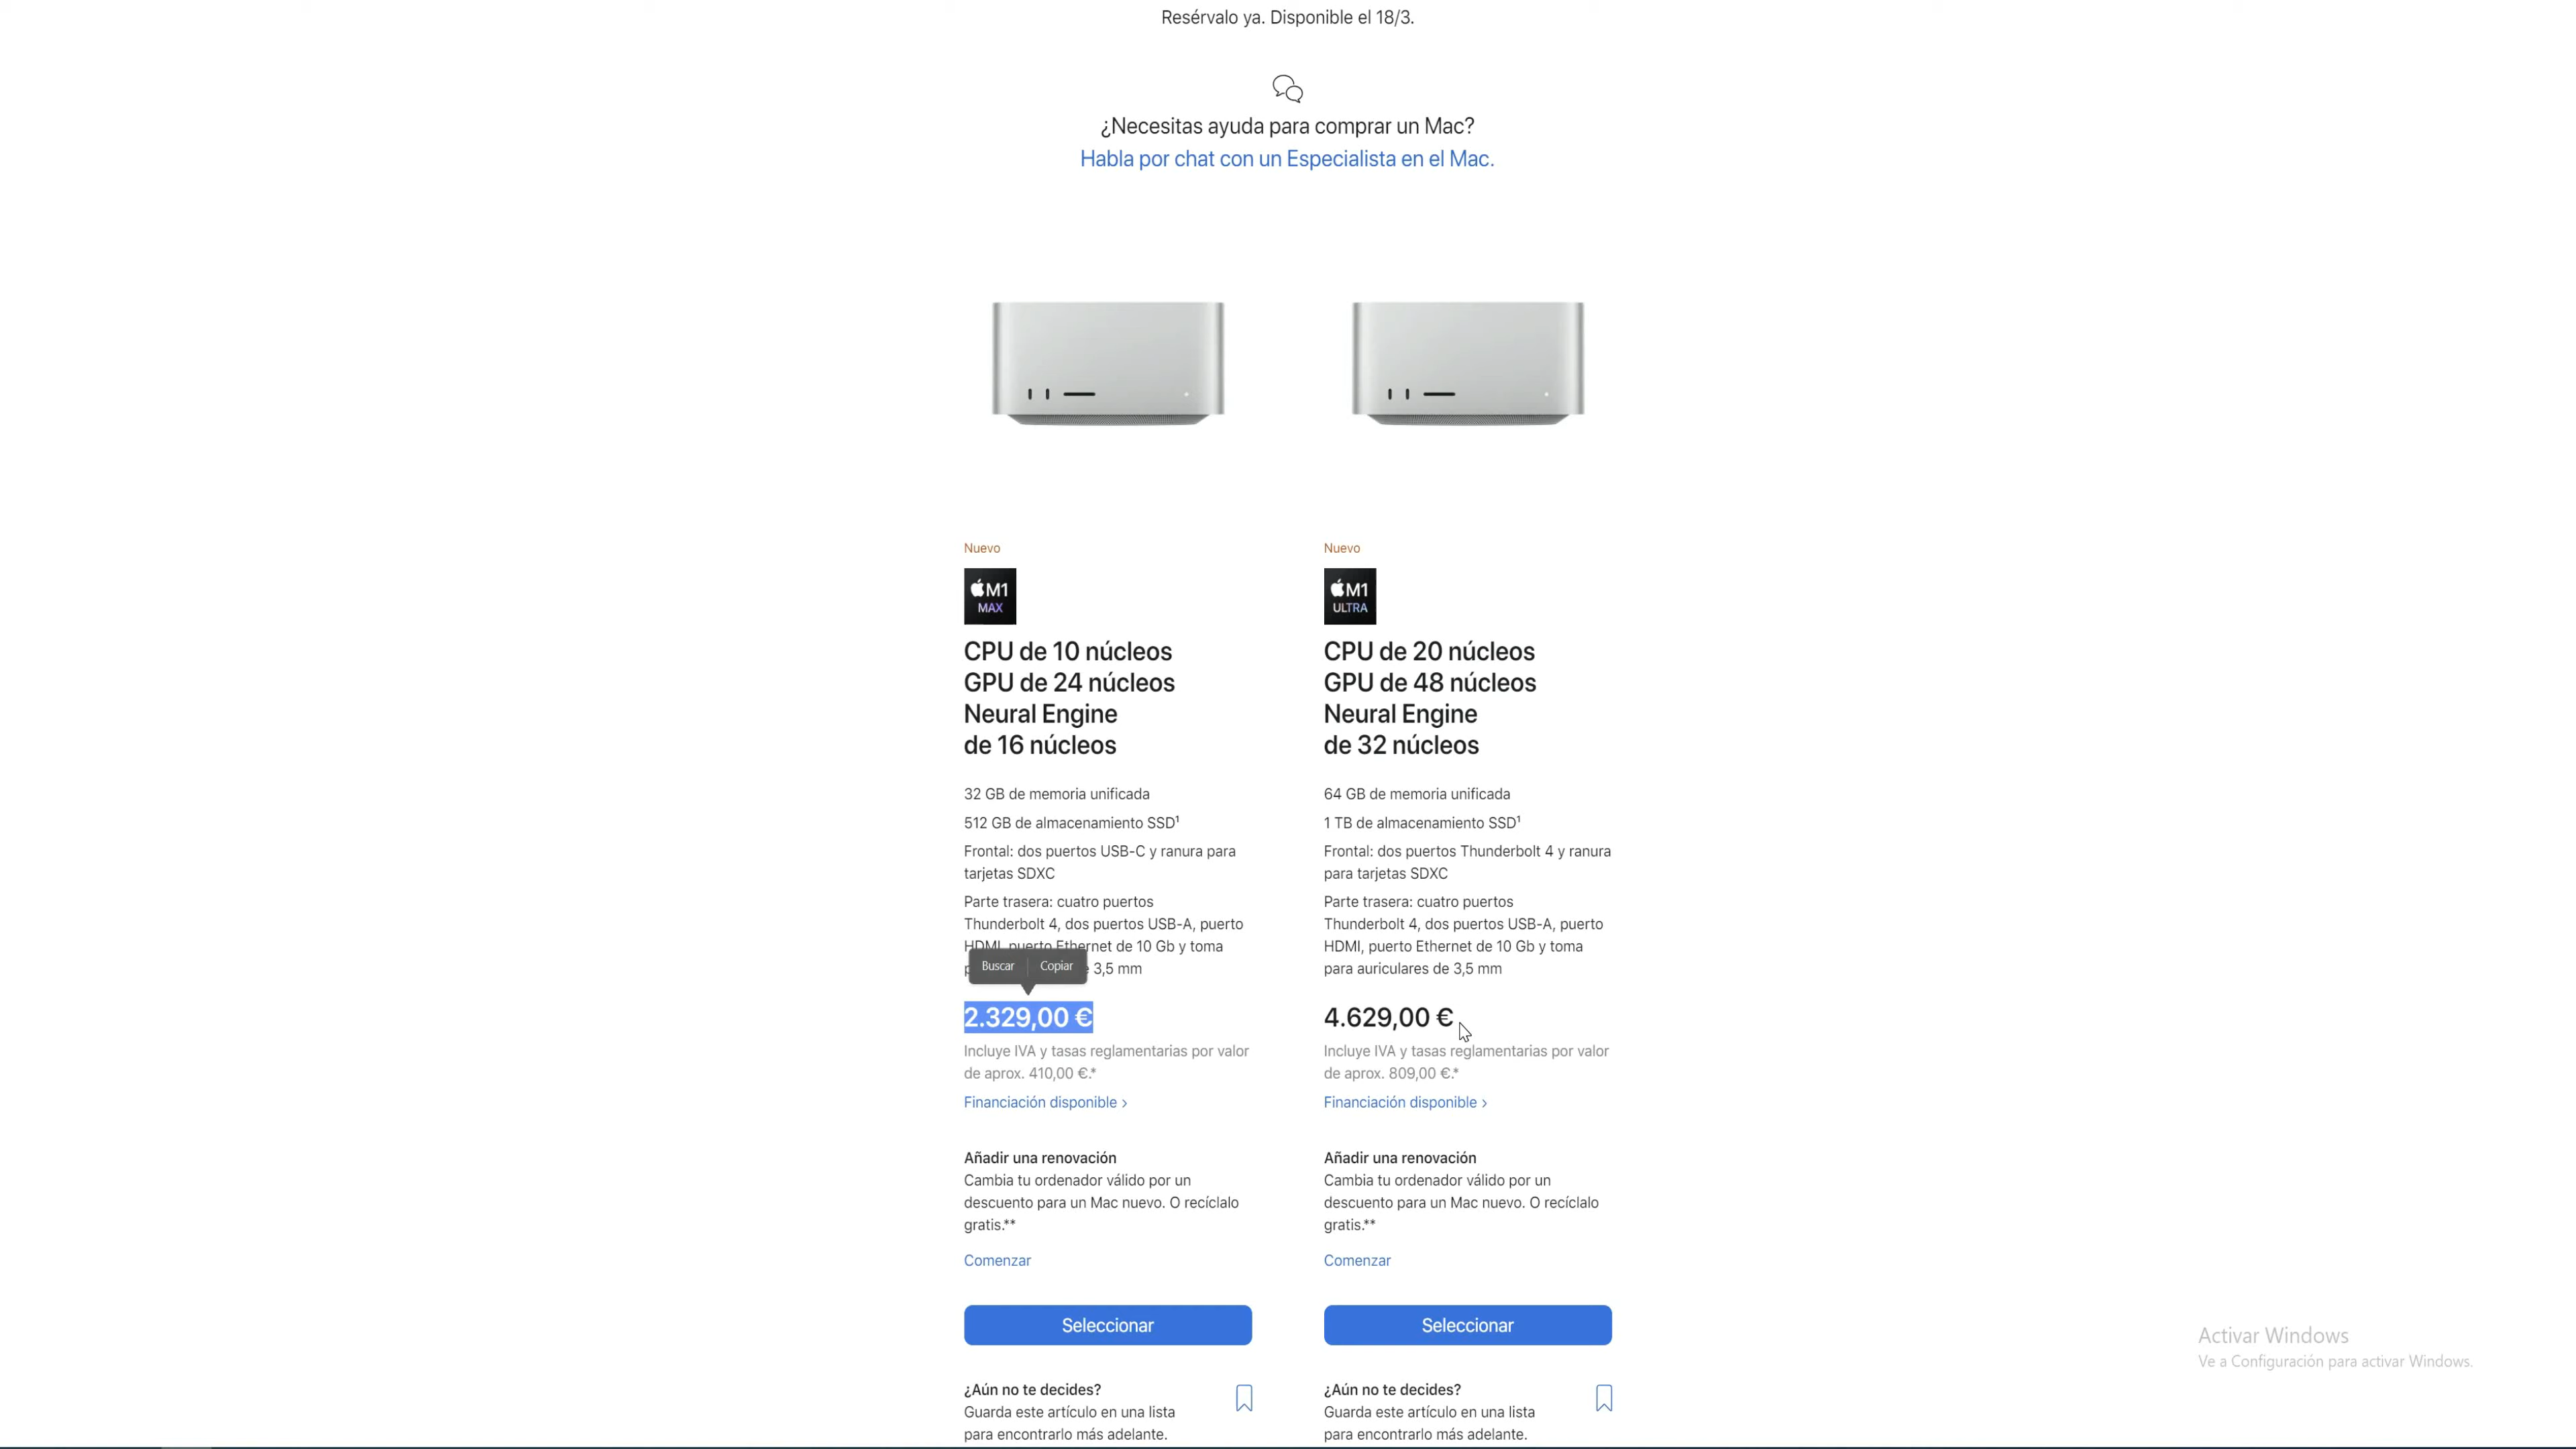 Resérvalo ya. Disponible el 18/3.
¿Necesitas ayuda para comprar un Mac?
Habla por chat con un Especialista en el Mac.
Nuevo
M1
MAX
CPU de 10 núcleos
GPU de 24 núcleos
Neural Engine
de 16 núcleos
32 GB de memoria unificada
512 GB de almacenamiento SSD¹
Frontal: dos puertos USB-C y ranura para
tarjetas SDXC
Parte trasera: cuatro puertos
Thunderbolt 4, dos puertos USB-A, puerto
HDMI, puerto Ethernet de 10 Gb y toma
3,5 mm
Buscar Copiar
2.329,00 €
Incluye IVA y tasas reglamentarias por valor
de aprox. 410,00 €.*
Financiación disponible >
Añadir una renovación
Cambia tu ordenador válido por un
descuento para un Mac nuevo. O recíclalo
gratis.**
Comenzar
Seleccionar
¿Aún no te decides?
Guarda este artículo en una lista
para encontrarlo más adelante.
Nuevo
M1
ULTRA
CPU de 20 núcleos
GPU de 48 núcleos
Neural Engine
de 32 núcleos
64 GB de memoria unificada
1 TB de almacenamiento SSD¹
Frontal: dos puertos Thunderbolt 4 y ranura
para tarjetas SDXC
Parte trasera: cuatro puertos
Thunderbolt 4, dos puertos USB-A, puerto
HDMI, puerto Ethernet de 10 Gb y toma
para auriculares de 3,5 mm
4.629,00 €
Incluye IVA y tasas reglamentarias por valor
de aprox. 809,00 €.*
Financiación disponible >
Añadir una renovación
Cambia tu ordenador válido por un
descuento para un Mac nuevo. O recíclalo
gratis.**
Comenzar
Seleccionar
¿Aún no te decides?
Guarda este artículo en una lista
para encontrarlo más adelante.
Activar Windows
Ve a Configuración para activar Windows.